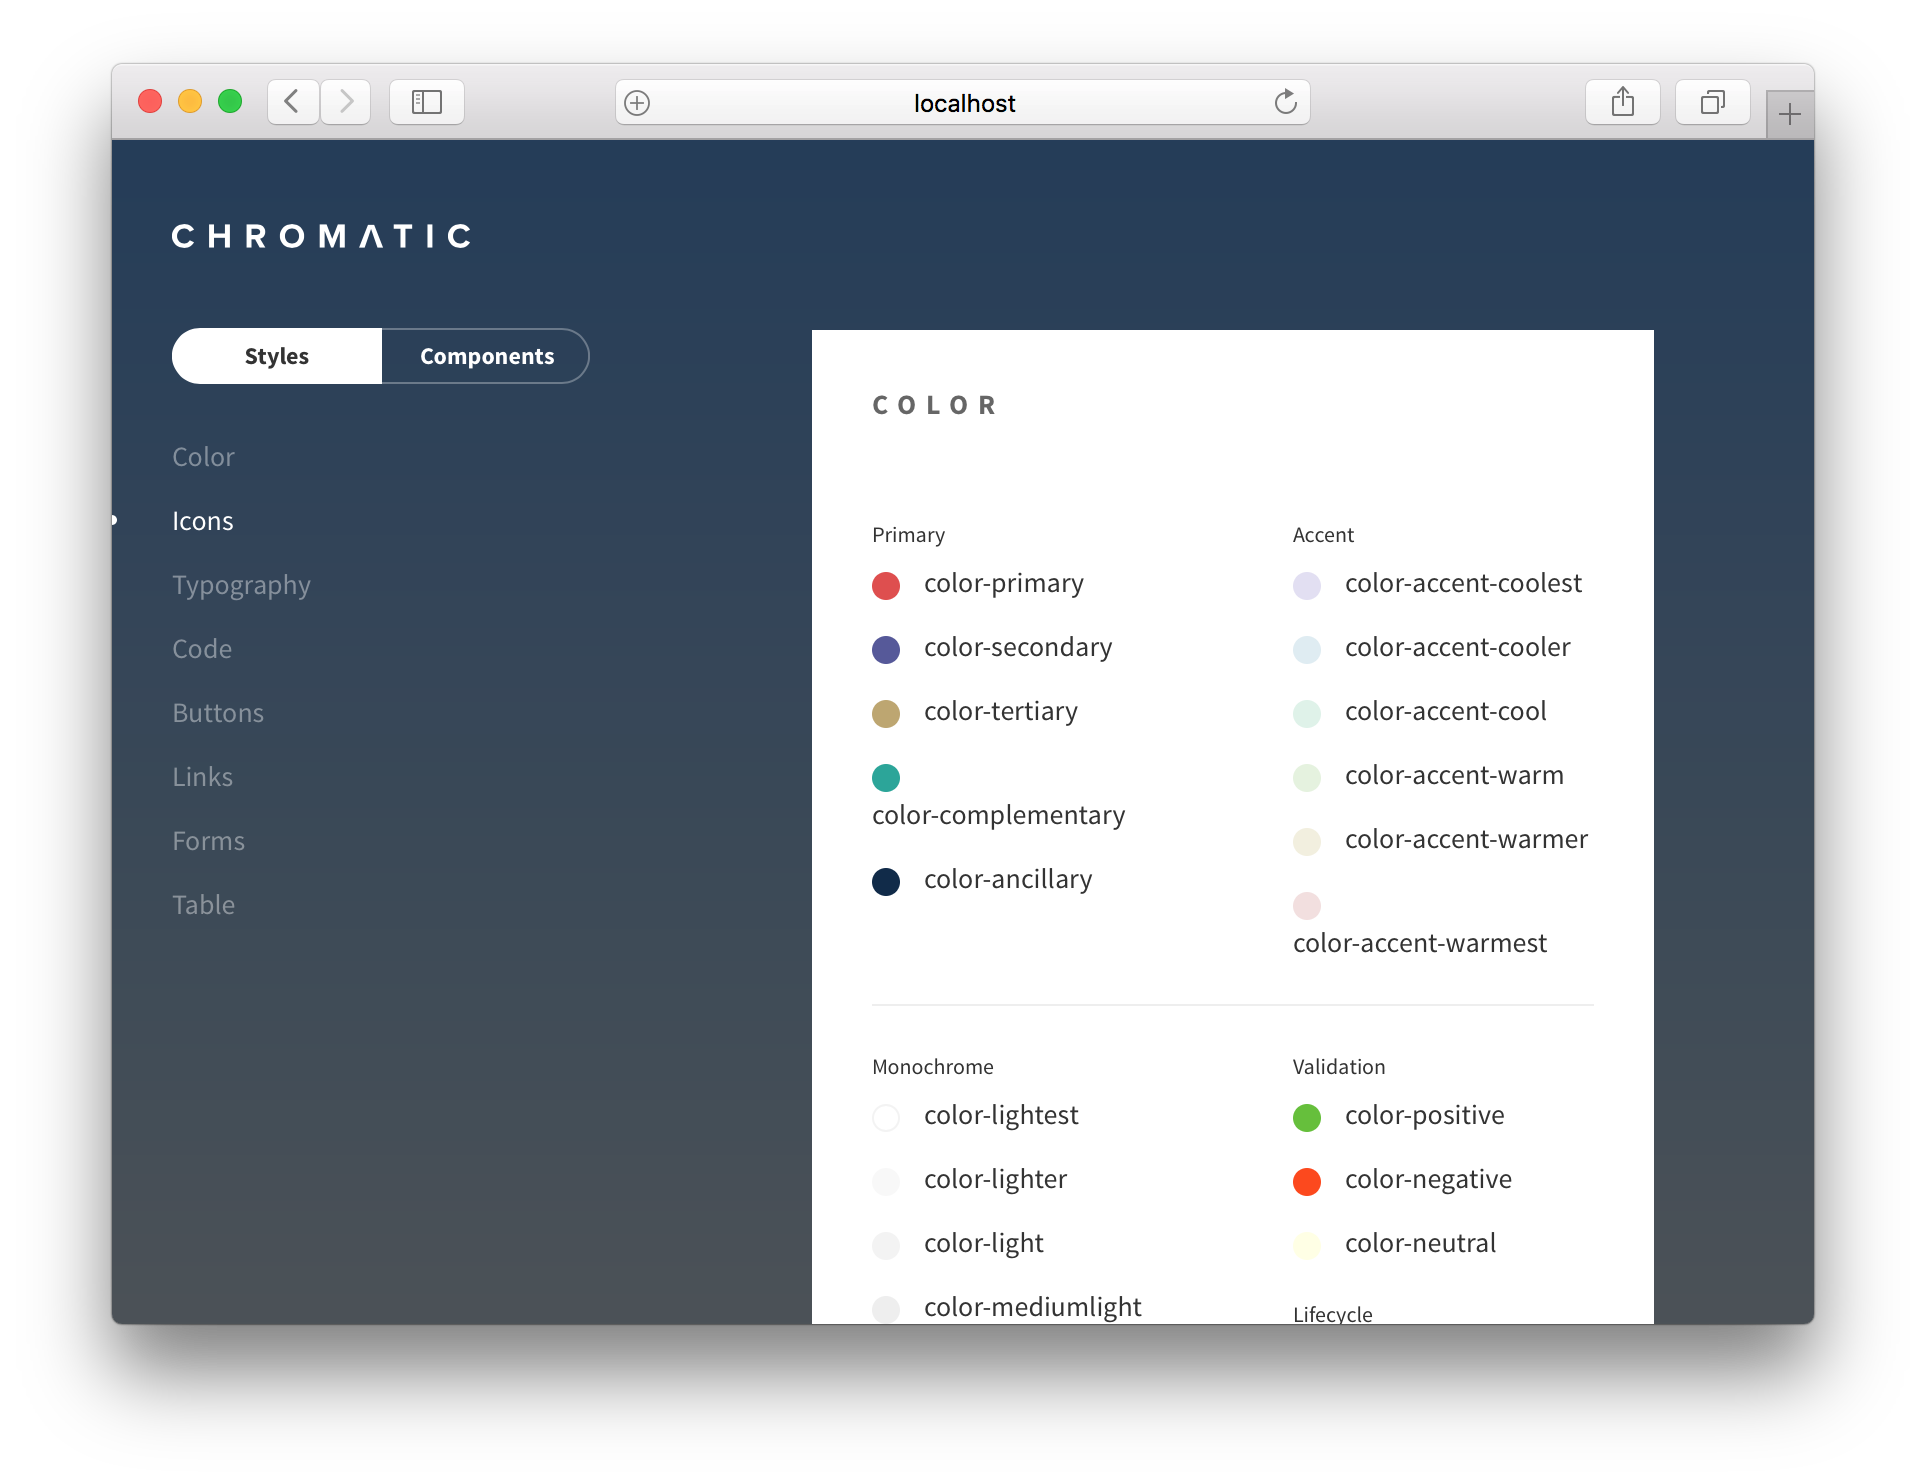 localhost
CHROMATIC
Styles
Components
Color
Icons
Typography
Code
Buttons
Links
Forms
Table
COLOR
Primary
color-primary
color-secondary
color-tertiary
color-complementary
color-ancillary
Accent
color-accent-coolest
color-accent-cooler
color-accent-cool
color-accent-warm
color-accent-warmer
color-accent-warmest
Monochrome
color-lightest
color-lighter
color-light
color-mediumlight
Validation
color-positive
color-negative
color-neutral
Lifecycle